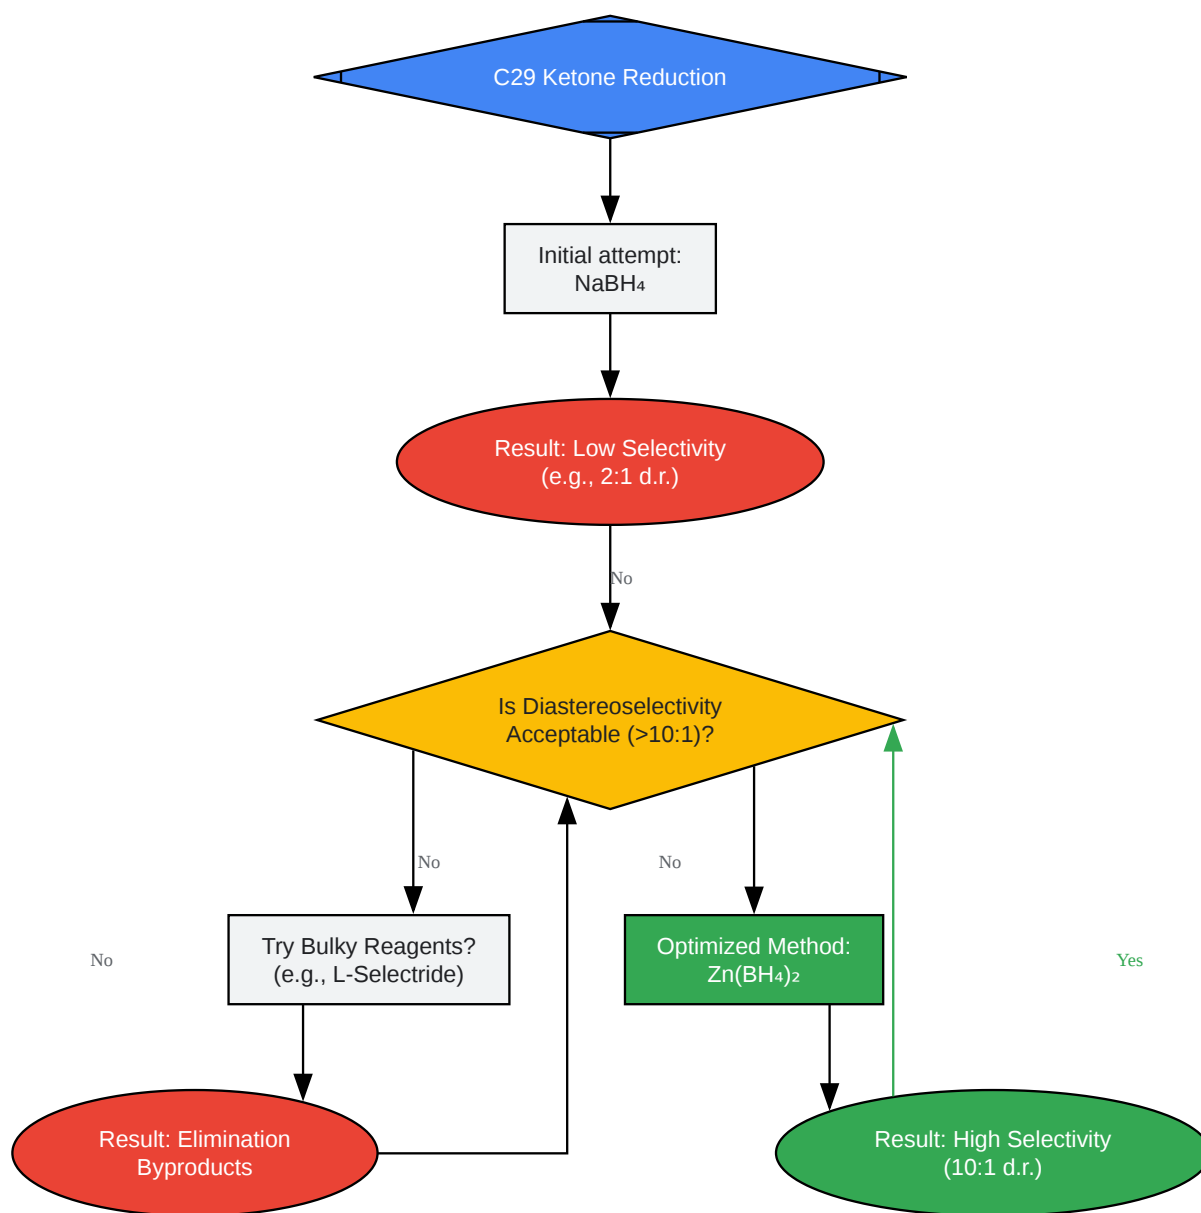 C29 Ketone Reduction
Initial attempt:
NaBH₄
Result: Low Selectivity
(e.g., 2:1 d.r.)
No
Is Diastereoselectivity
Acceptable (>10:1)?
No
No
Try Bulky Reagents?
(e.g., L-Selectride)
Optimized Method:
Zn(BH₄)₂
No
Yes
Result: Elimination
Byproducts
Result: High Selectivity
(10:1 d.r.)